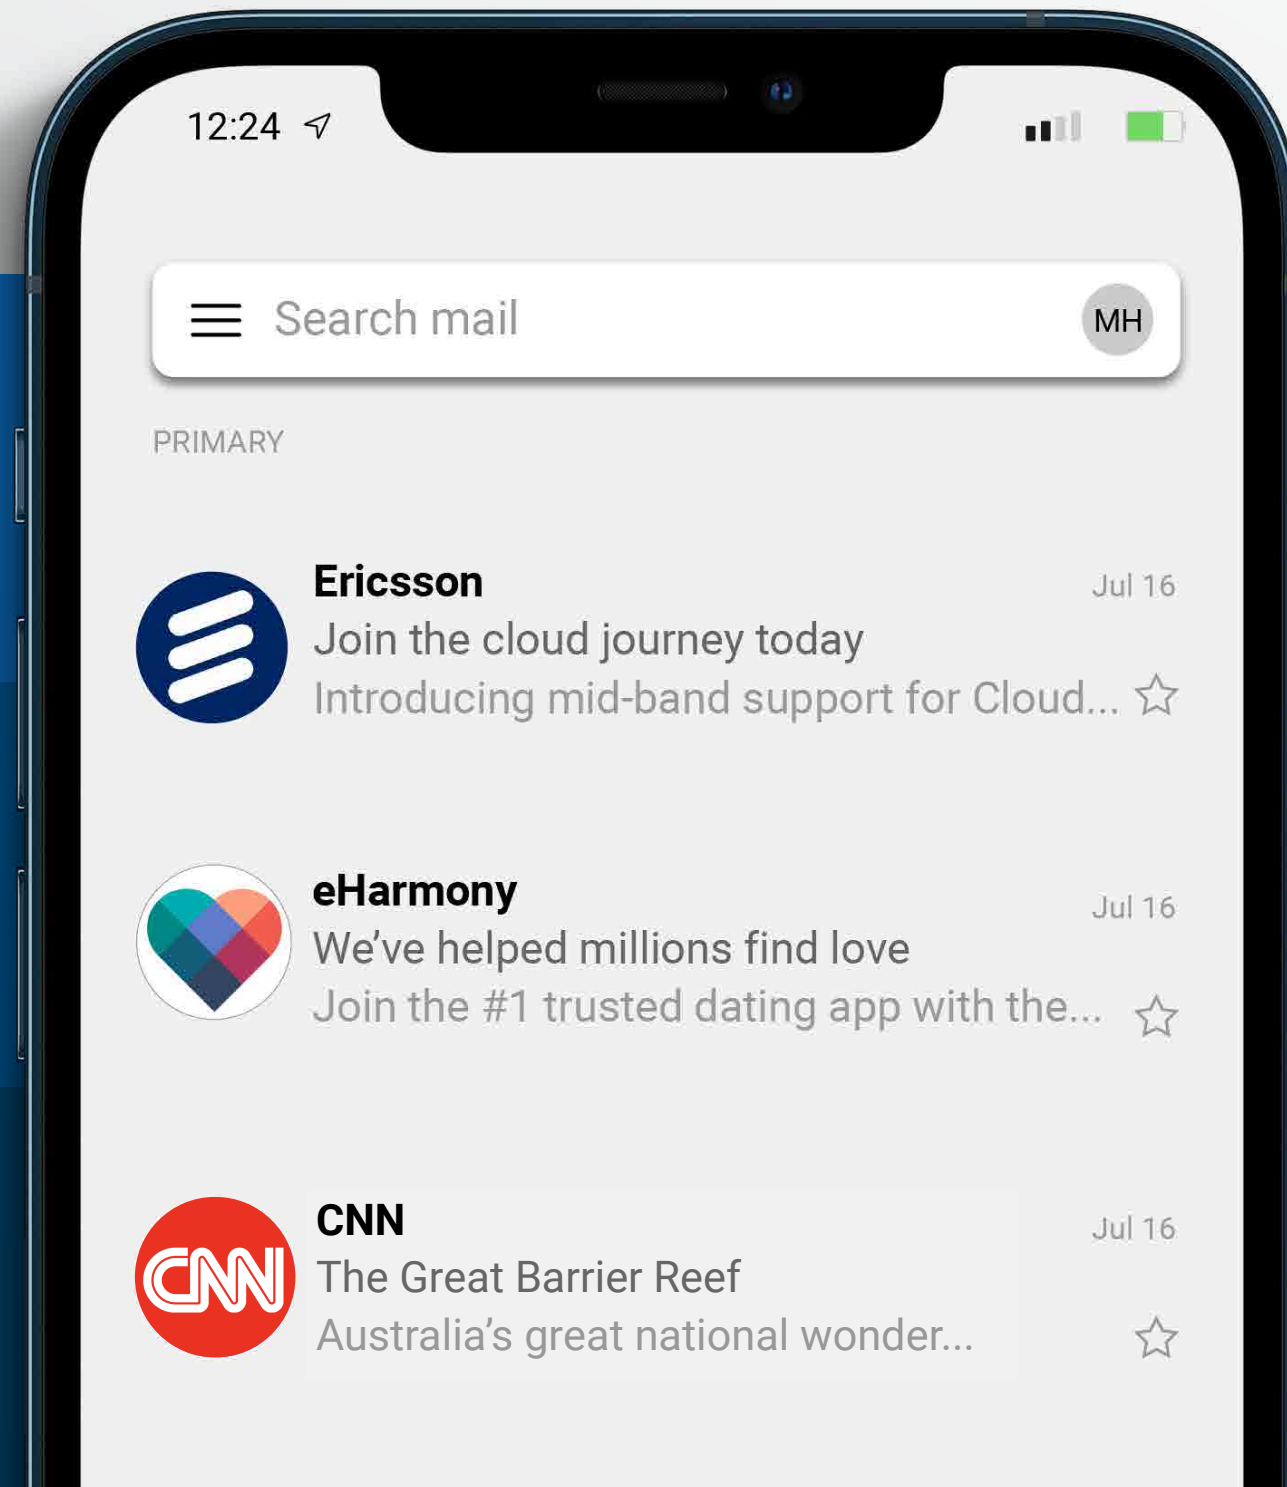 12:24
Search mail
MH
PRIMARY
Ericsson
Jul 16
Join the cloud journey today
Introducing mid-band support for Cloud...
eHarmony
Jul 16
We’ve helped millions find love
Join the #1 trusted dating app with the...
CNN
CNN
Jul 16
The Great Barrier Reef
Australia’s great national wonder...